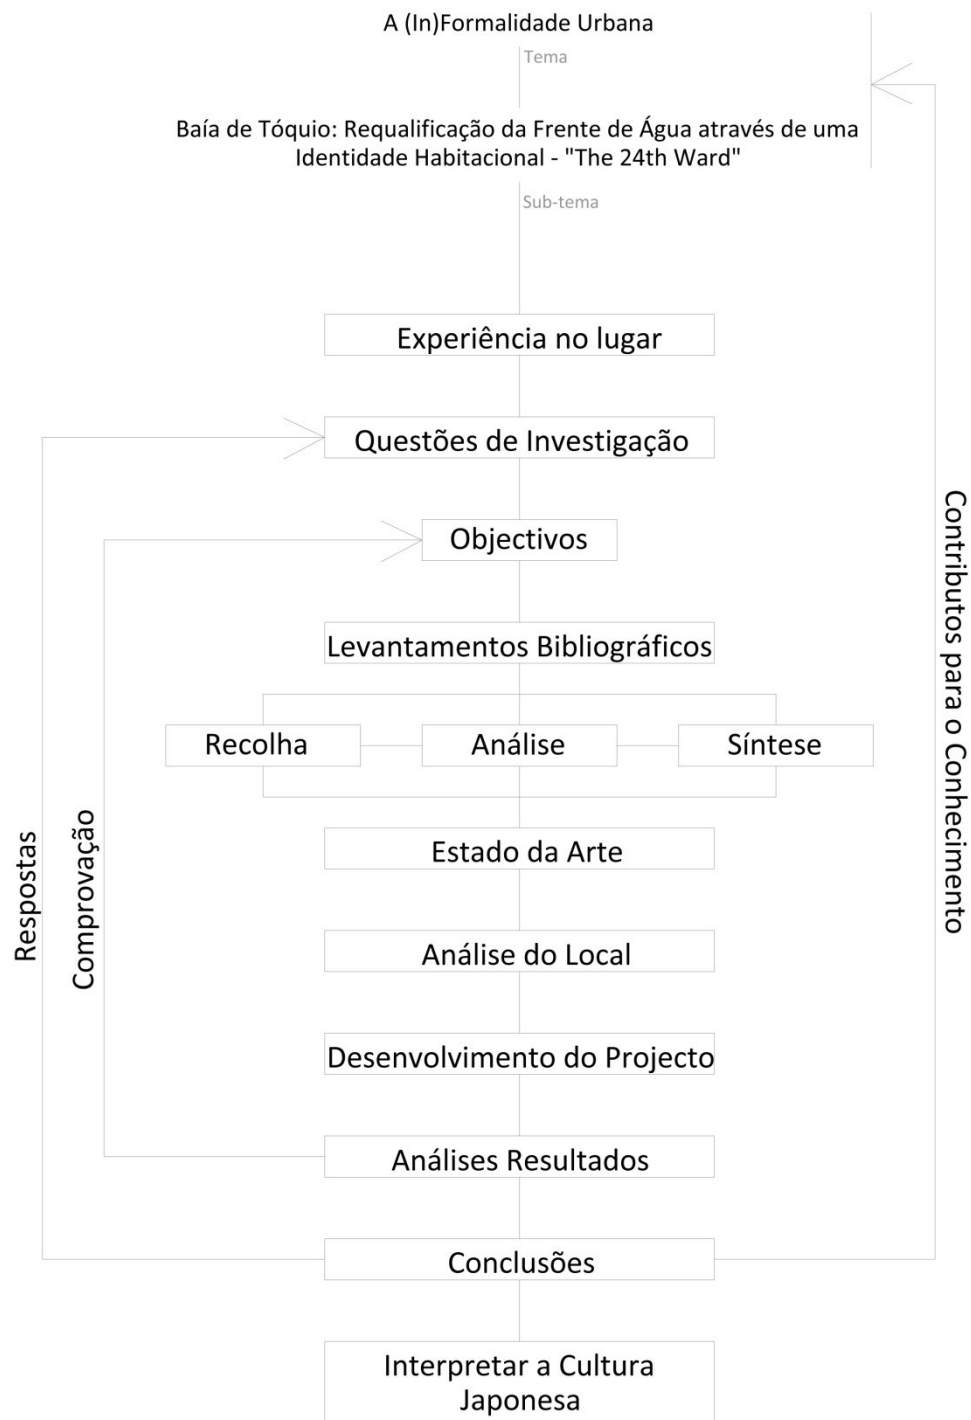 A (In)Formalidade Urbana
Tema
Baía de Tóquio: Requalificação da Frente de Água através de uma
Identidade Habitacional - "The 24th Ward"
Sub-tema
Experiência no lugar
Questões de Investigação
Objectivos
Levantamentos Bibliográficos
Recolha
Análise
Síntese
Estado da Arte
Análise do Local
Desenvolvimento do Projecto
Análises Resultados
Conclusões
Interpretar a Cultura
Japonesa
Respostas
Comprovação
Contributos para o Conhecimento